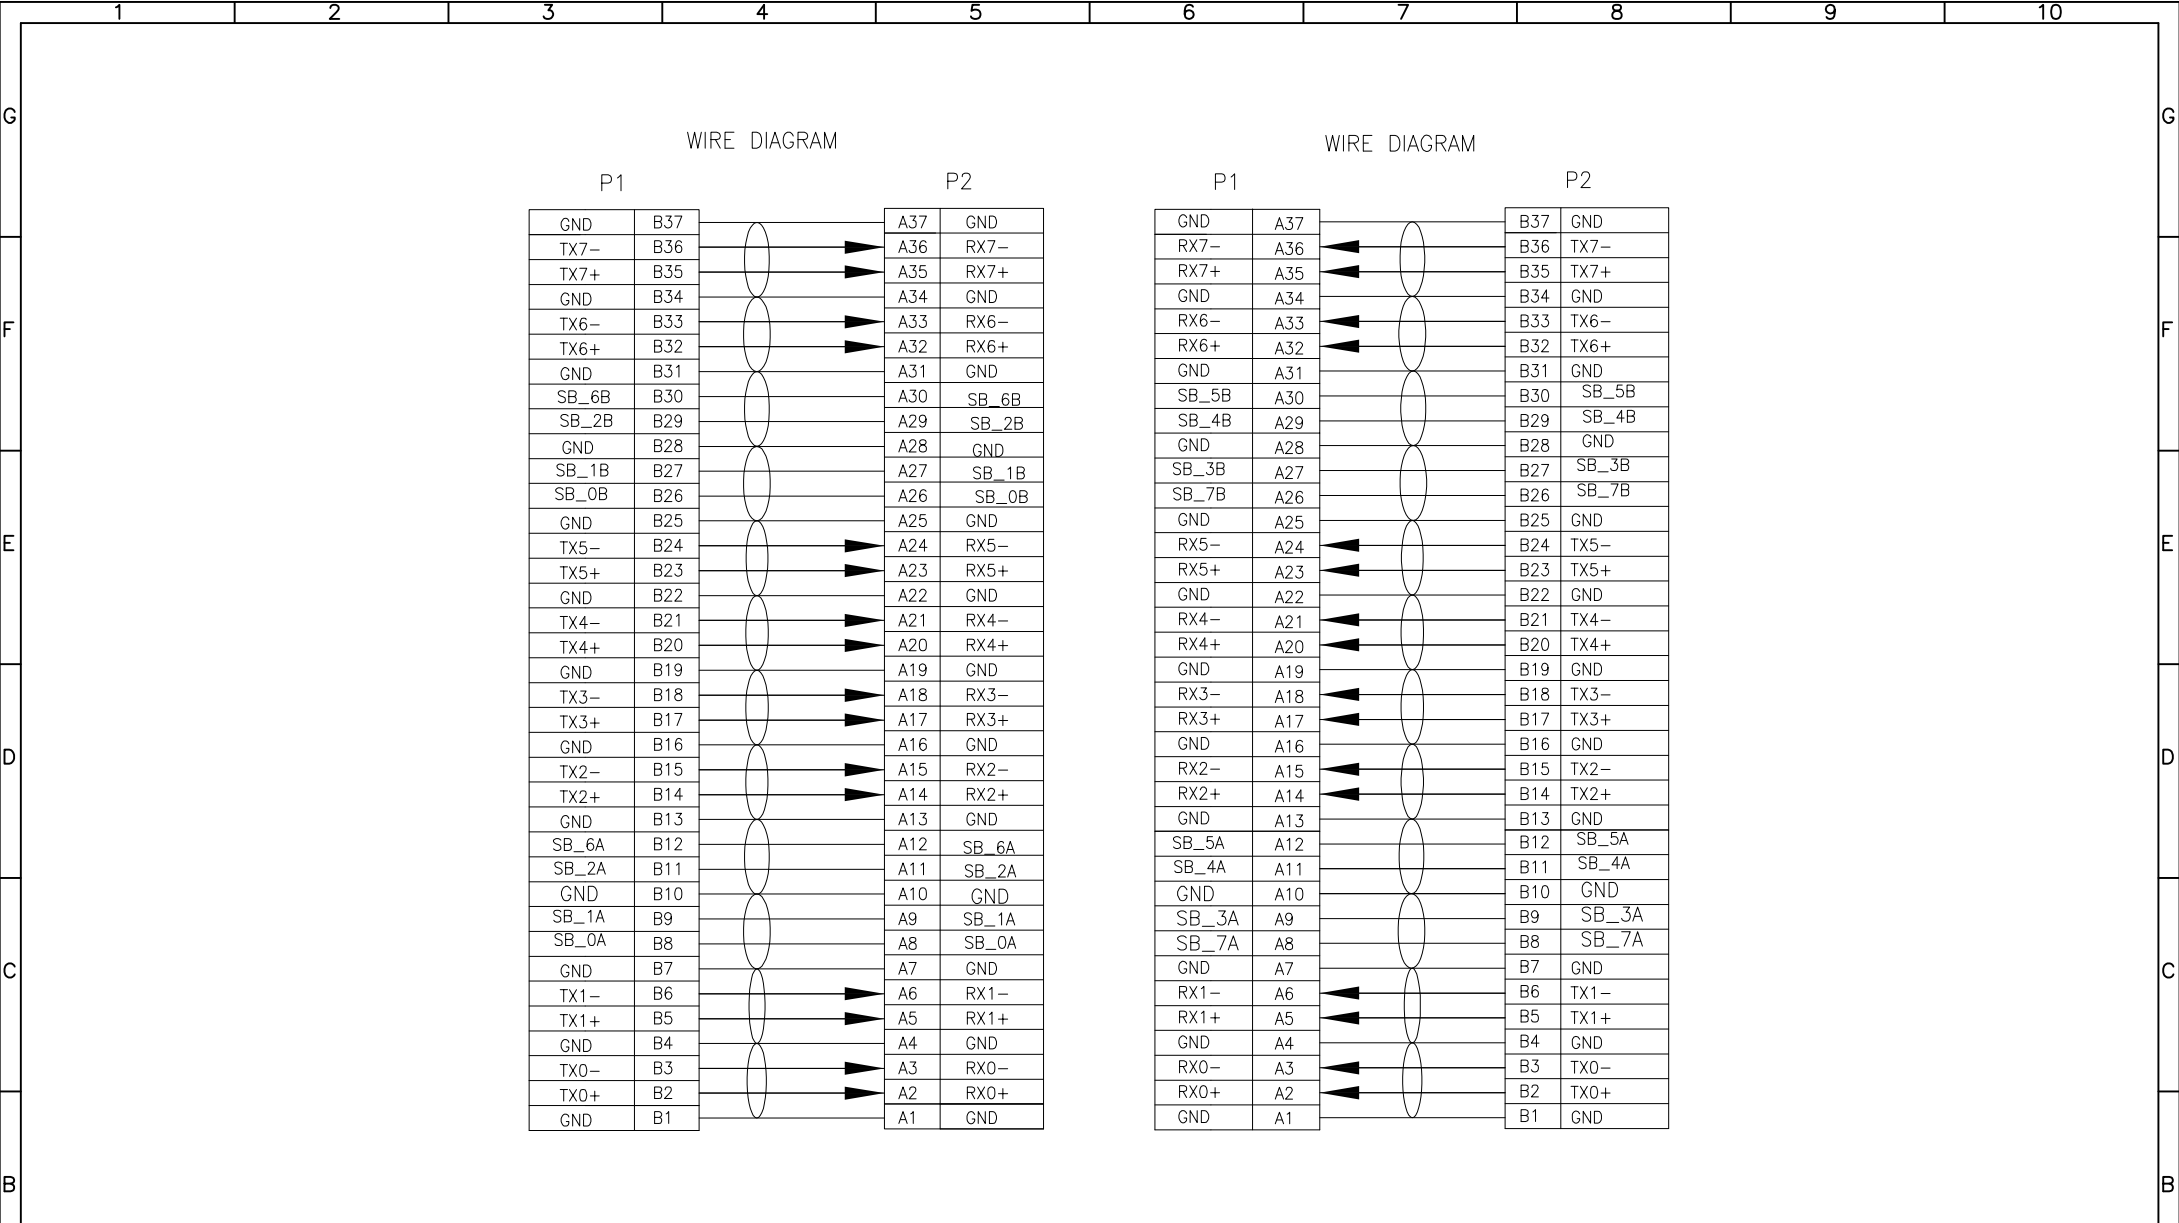 1 2 3 4 5 6 7 8 9 10
G G
WIRE DIAGRAM WIRE DIAGRAM
P1 P2 P1 P2
GND B37 A37 GND GND A37 B37 GND
TX7- B36 A36 RX7- RX7- A36 B36 TX7-
TX7+ B35 A35 RX7+ RX7+ A35 B35 TX7+
GND B34 A34 GND GND A34 B34 GND
F TX6- B33 A33 RX6- RX6- A33 B33 TX6- F
TX6+ B32 A32 RX6+ RX6+ A32 B32 TX6+
GND B31 A31 GND GND A31 B31 GND
SB_6B B30 A30 SB_6B SB_5B A30 B30 SB_5B
SB_2B B29 A29 SB_2B SB_4B A29 B29 SB_4B
GND B28 A28 GND GND A28 B28 GND
SB_1B B27 A27 SB_1B SB_3B A27 B27 SB_3B
SB_0B B26 A26 SB_0B SB_7B A26 B26 SB_7B
GND B25 A25 GND GND A25 B25 GND
E TX5- B24 A24 RX5- RX5- A24 B24 TX5- E
TX5+ B23 A23 RX5+ RX5+ A23 B23 TX5+
GND B22 A22 GND GND A22 B22 GND
TX4- B21 A21 RX4- RX4- A21 B21 TX4-
TX4+ B20 A20 RX4+ RX4+ A20 B20 TX4+
GND B19 A19 GND GND A19 B19 GND
TX3- B18 A18 RX3- RX3- A18 B18 TX3-
TX3+ B17 A17 RX3+ RX3+ A17 B17 TX3+
GND B16 A16 GND GND A16 B16 GND
D TX2- B15 A15 RX2- RX2- A15 B15 TX2- D
TX2+ B14 A14 RX2+ RX2+ A14 B14 TX2+
GND B13 A13 GND GND A13 B13 GND
SB_6A B12 A12 SB_6A SB_5A A12 B12 SB_5A
SB_2A B11 A11 SB_2A SB_4A A11 B11 SB_4A
GND B10 A10 GND GND A10 B10 GND
SB_1A B9 A9 SB_1A SB_3A A9 B9 SB_3A
SB_0A B8 A8 SB_0A SB_7A A8 B8 SB_7A
C GND B7 A7 GND GND A7 B7 GND C
TX1- B6 A6 RX1- RX1- A6 B6 TX1-
TX1+ B5 A5 RX1+ RX1+ A5 B5 TX1+
GND B4 A4 GND GND A4 B4 GND
TX0- B3 A3 RX0- RX0- A3 B3 TX0-
TX0+ B2 A2 RX0+ RX0+ A2 B2 TX0+
GND B1 A1 GND GND A1 B1 GND
B B